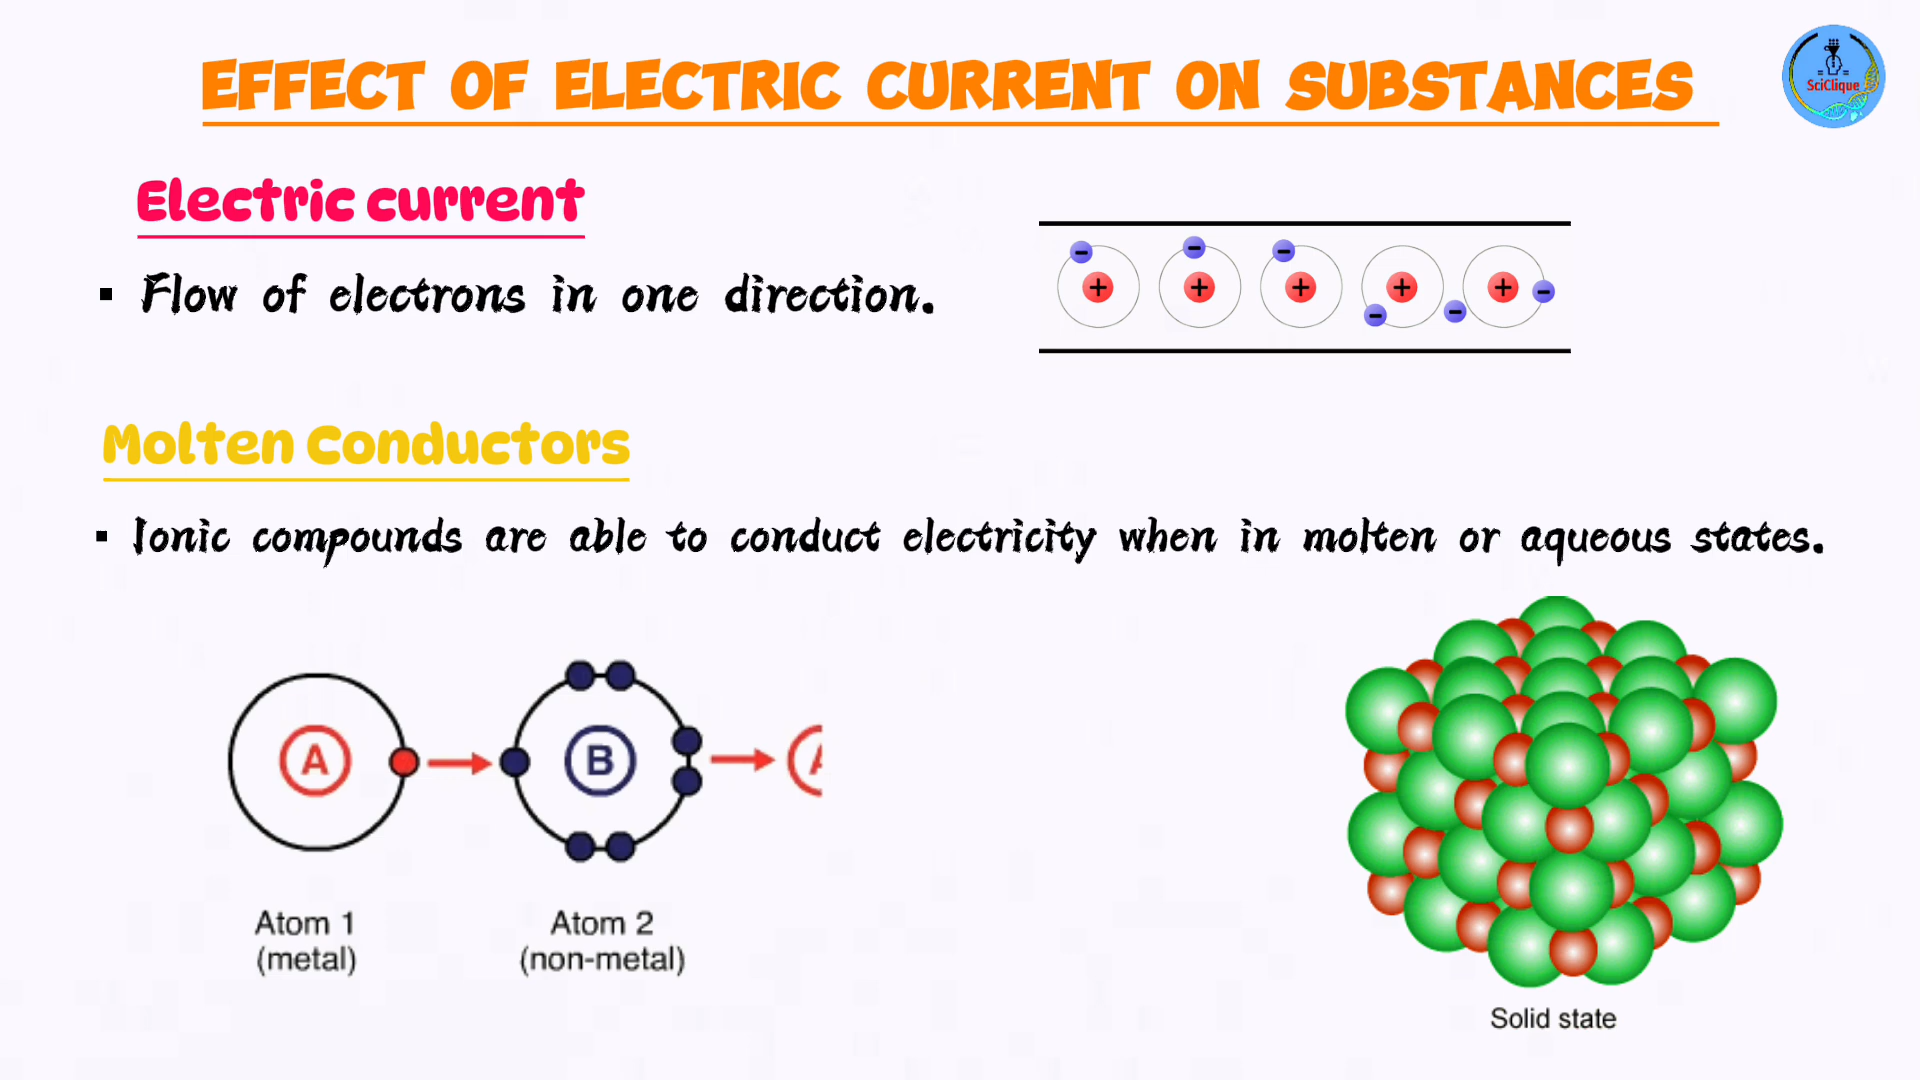 EFFECT OF ELECTRIC CURRENT ON SUBSTANCES
SciClique
Electric current
▪ Flow of electrons in one direction.
- - - - - -
+ + + + +
Molten Conductors
▪ Ionic compounds are able to conduct electricity when in molten or aqueous states.
A B A
Atom 1
(metal)
Atom 2
(non-metal)
Solid state